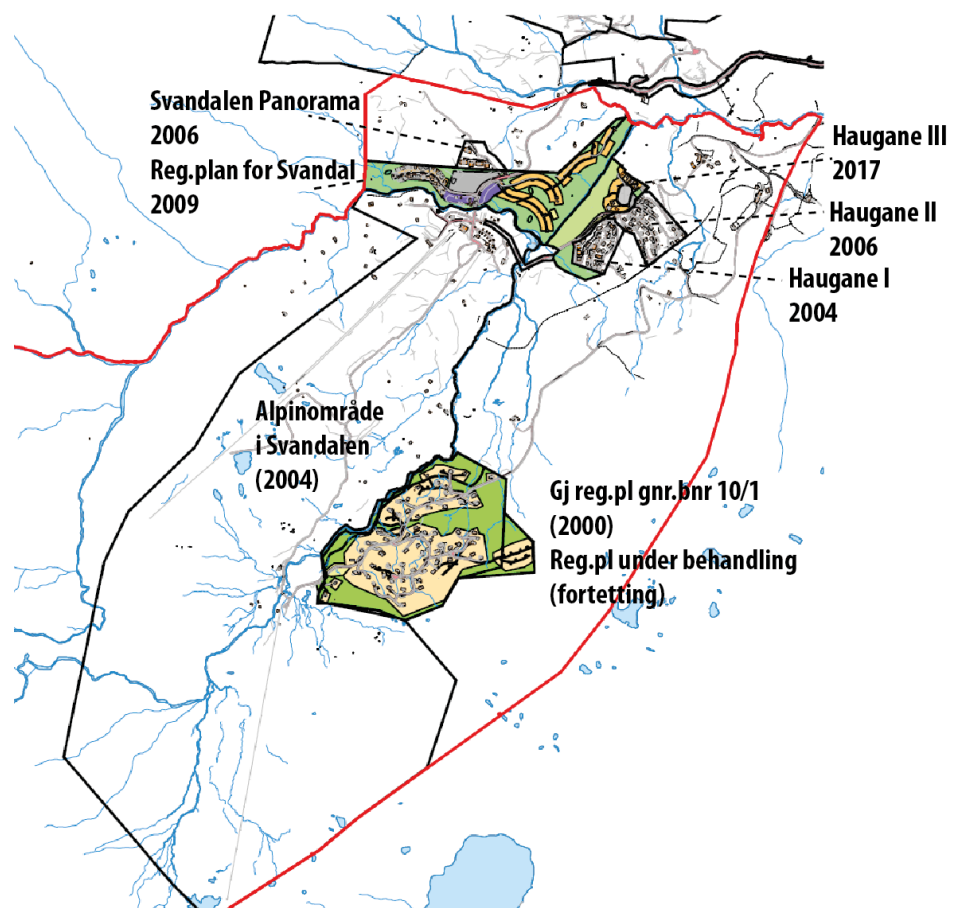 Svandalen Panorama
2006
Reg.plan for Svandal
2009
Haugane III
2017
Haugane II
2006
Haugane I
2004
Alpinområde
i Svandalen
(2004)
Gj reg.pl gnr.bnr 10/1
(2000)
Reg.pl under behandling
(fortetting)